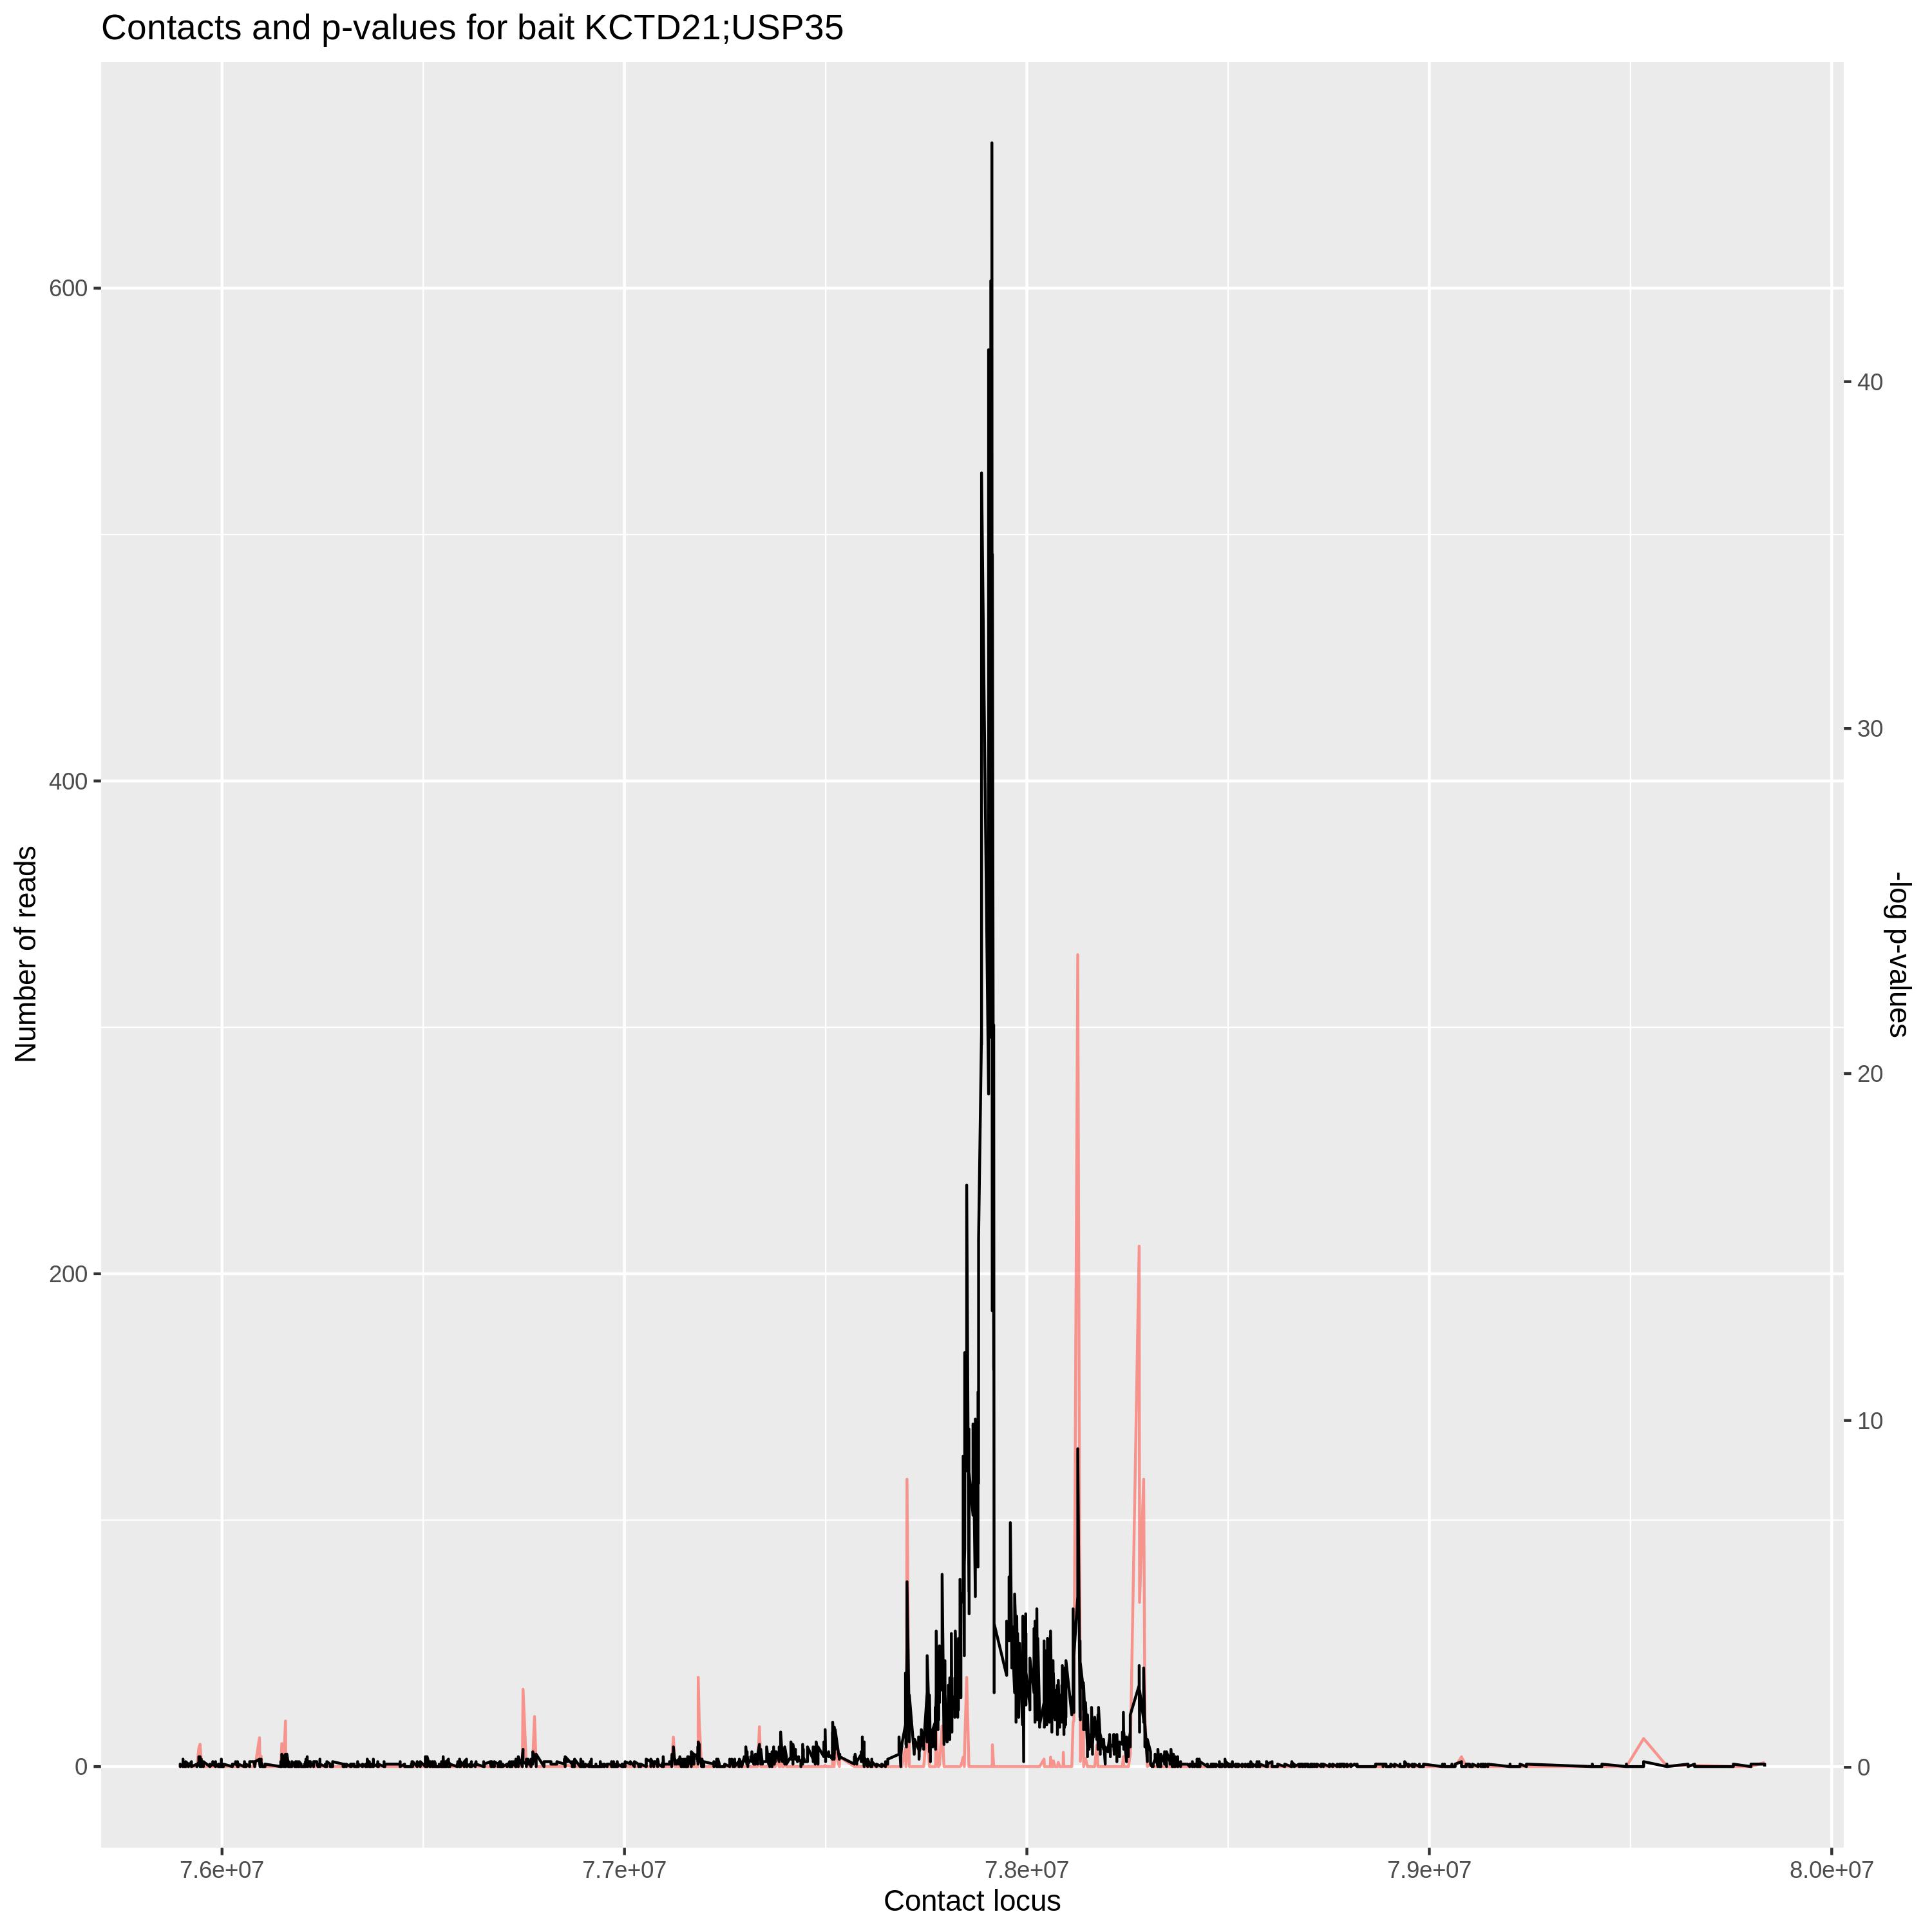 Contacts and p-values for bait KCTD21;USP35
600
400
200
0
Number of reads
40
30
20
10
0
-log p-values
7.6e+07
7.7e+07
7.8e+07
7.9e+07
8.0e+07
Contact locus